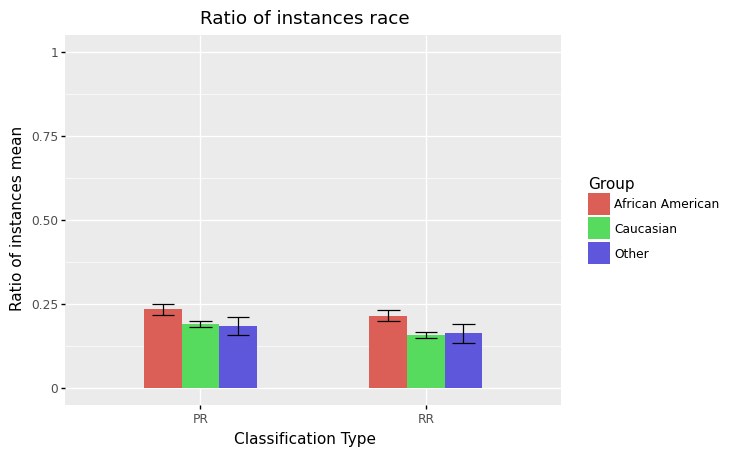 Ratio of instances race
1
0.75
0.50
0.25
0
Ratio of instances mean
PR
RR
Classification Type
Group
African American
Caucasian
Other